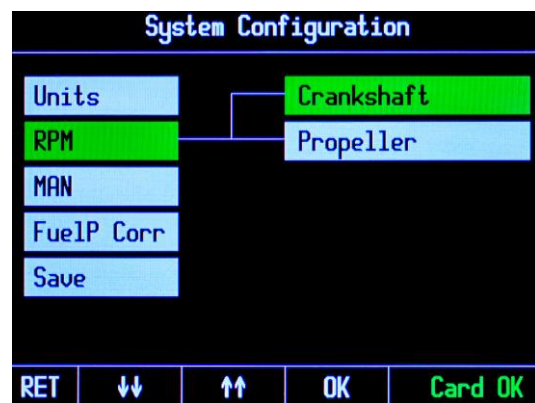 System Configuration
Units
Crankshaft
RPM
Propeller
MAN
FuelP Corr
Save
RET ↓↓ ↑↑ OK Card OK